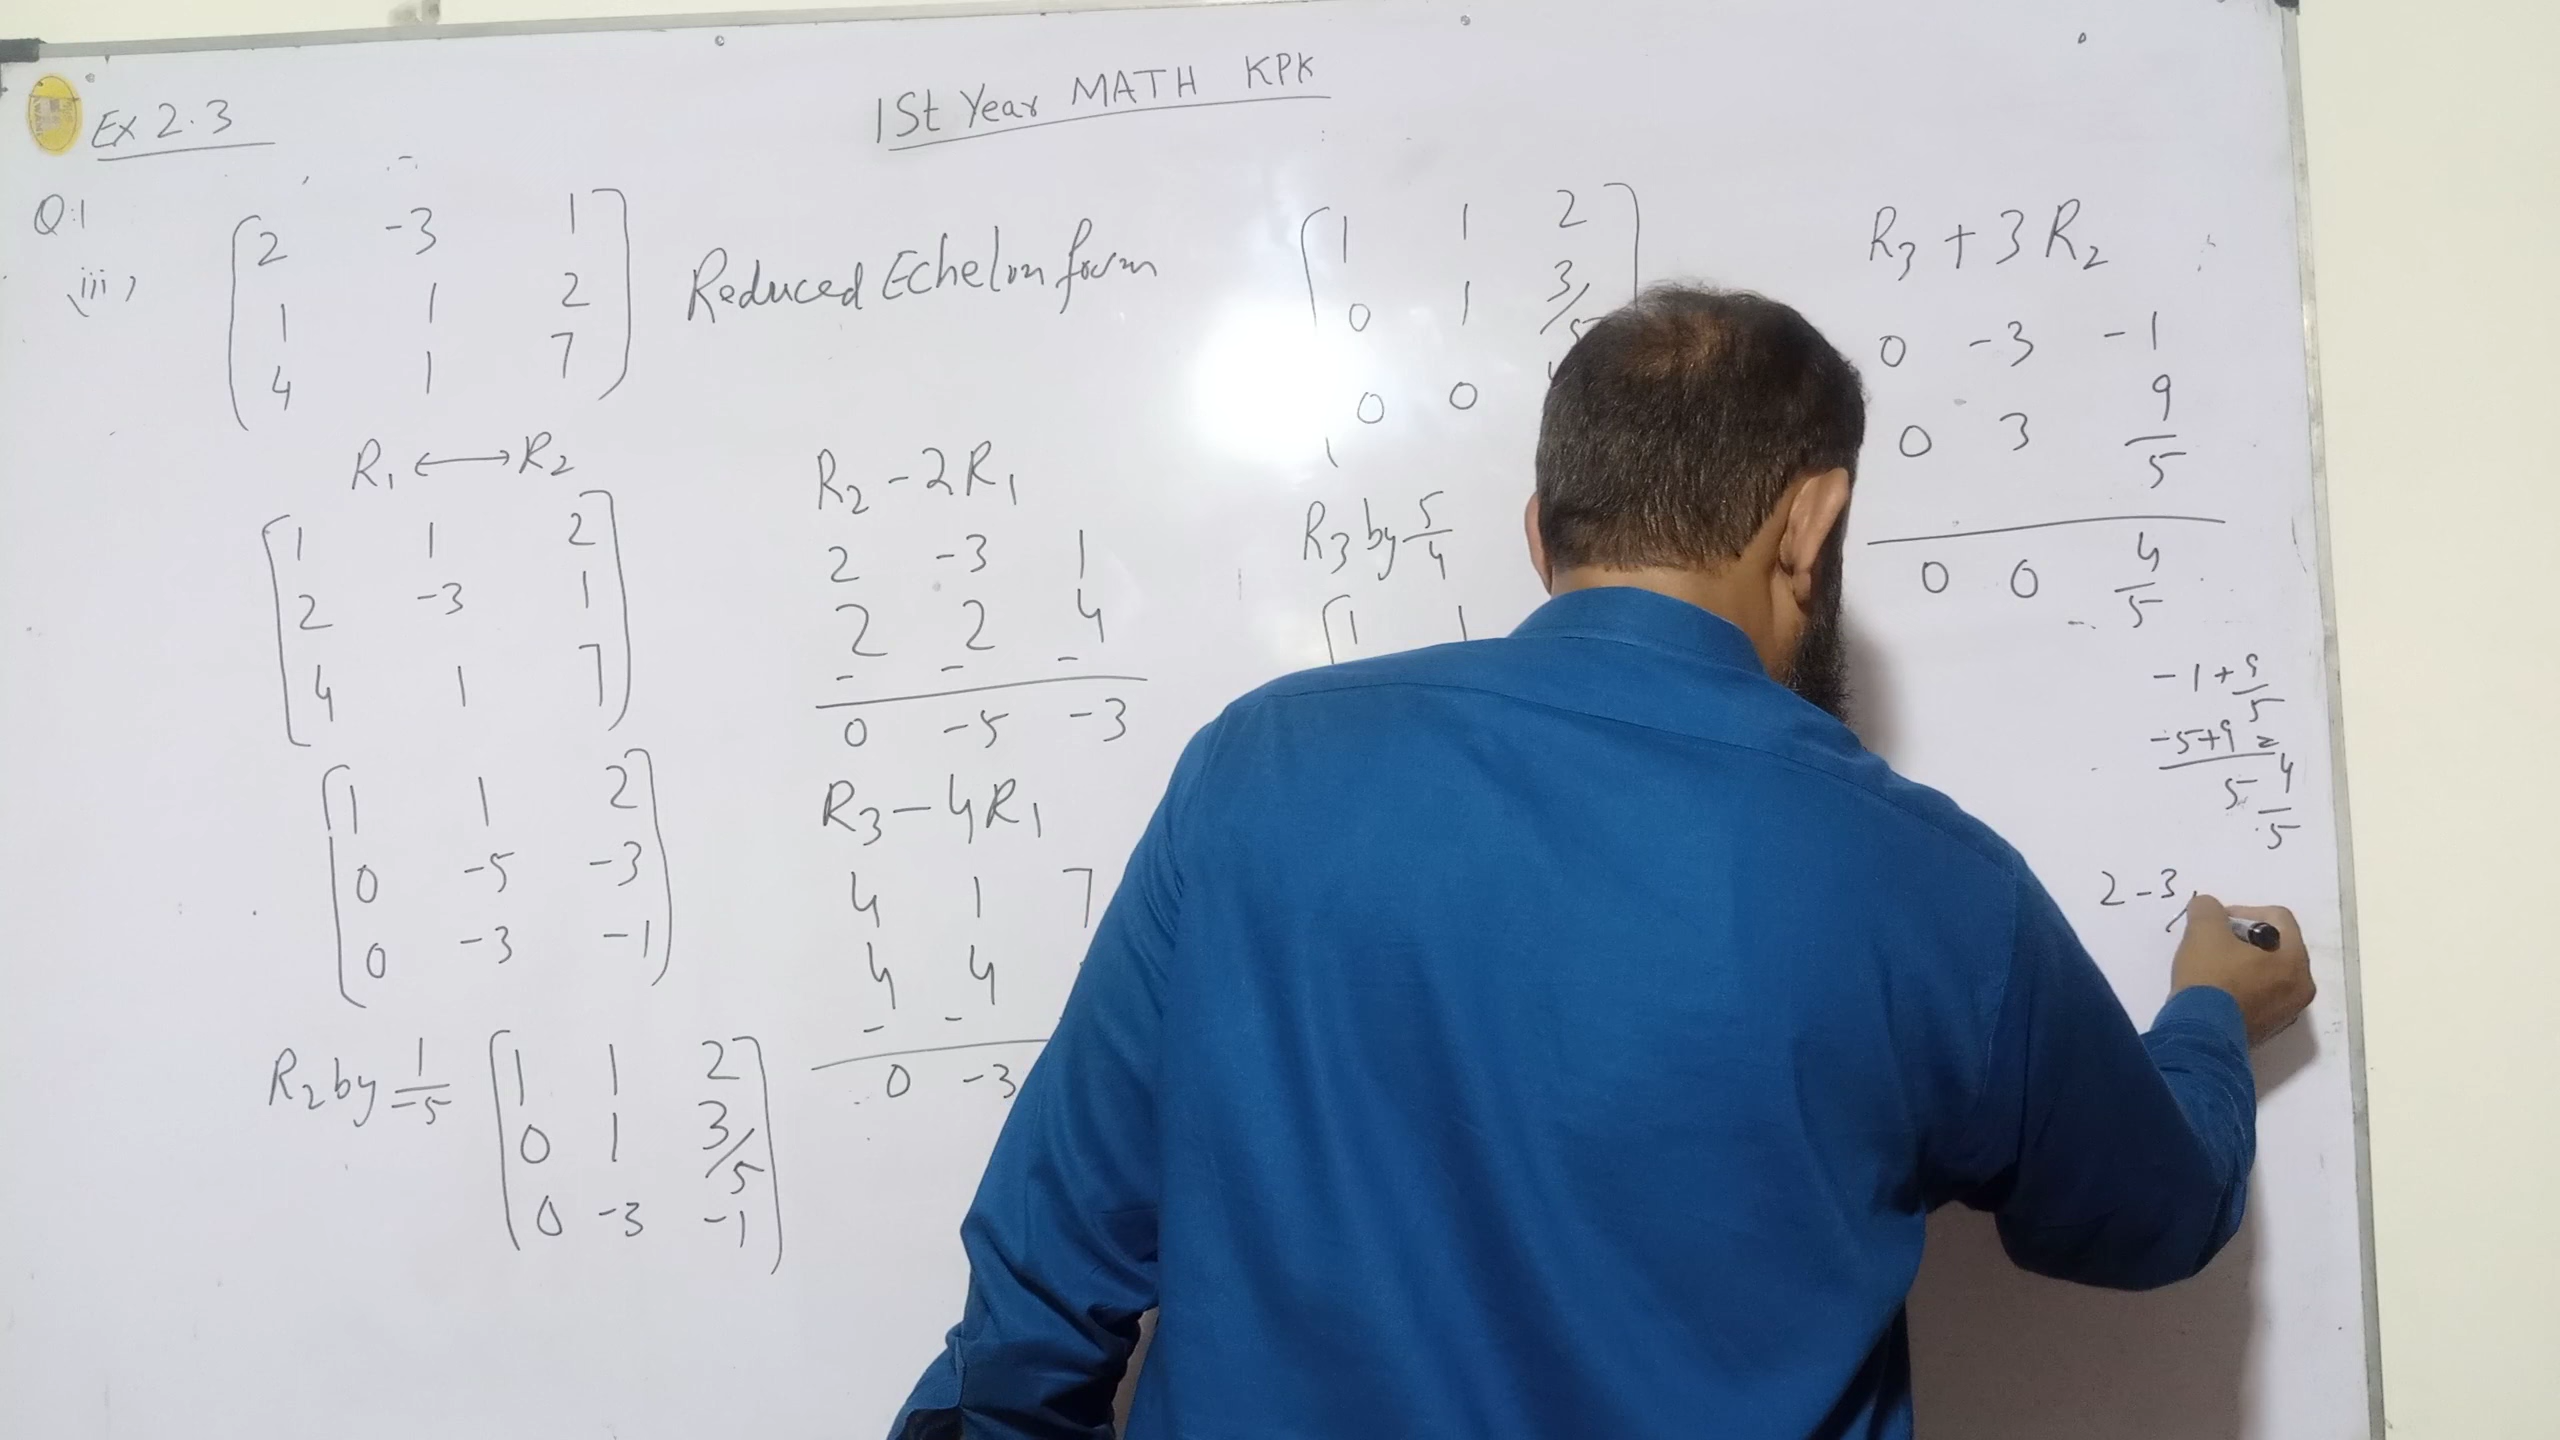 1st Year MATH KPK
Ex 2.3
Q:1
(iii)
2 -3 1
1 1 2
4 1 7
Reduced Echelon form
R1 ↔ R2
1 1 2
2 -3 1
4 1 7
1 1 2
0 -5 -3
0 -3 -1
R2 by 1/-5
1 1 2
0 1 3/5
0 -3 -1
R2 - 2R1
2 -3 1
2 2 4
- - -
0 -5 -3
R3 - 4R1
4 1 7
4 4
- -
0 -3
1 1 2
0 1 3/5
0 0
R3 by 5/4
1 1
R3 + 3R2
0 -3 -1
0 3 9/5
0 0 4/5
-1 + 9/5
-5+9/5 = 4/5
2 - 3/